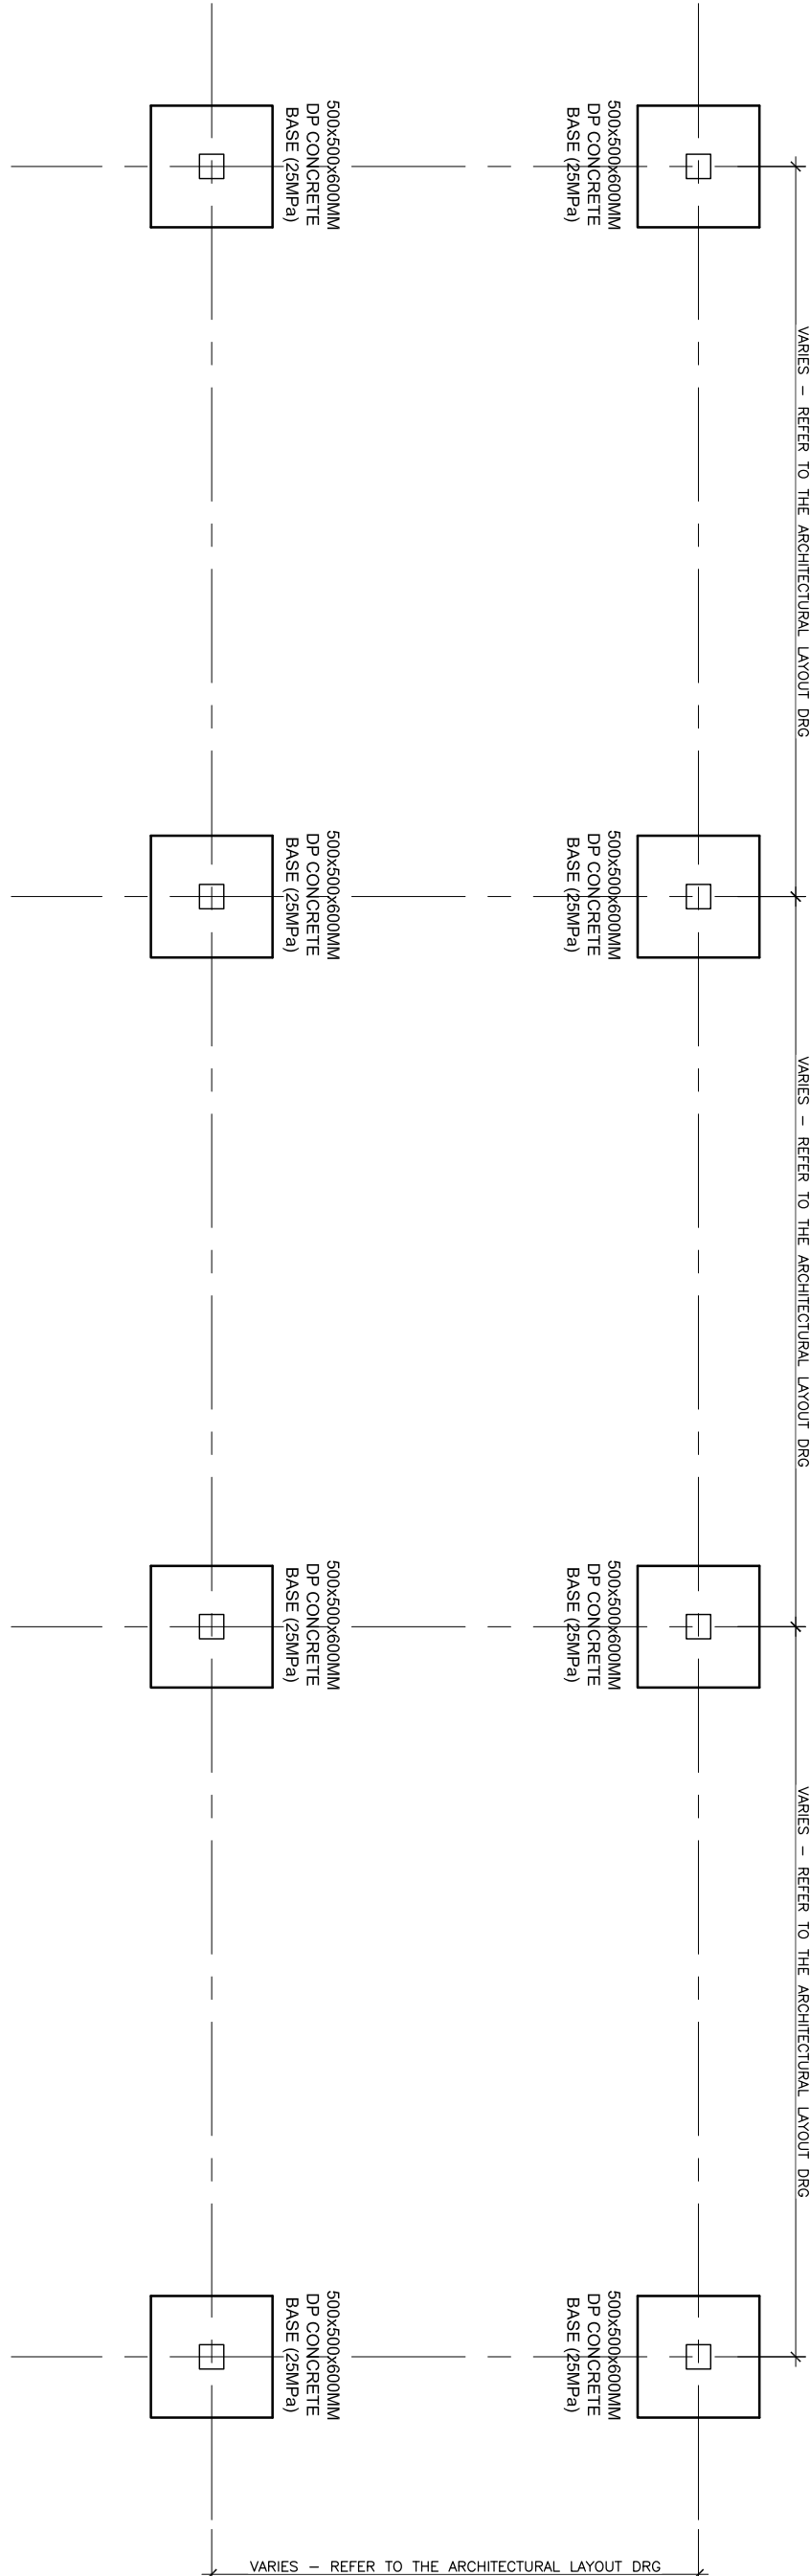 500x500x600MM
DP CONCRETE
BASE (25MPa)
500x500x600MM
DP CONCRETE
BASE (25MPa)
VARIES - REFER TO THE ARCHITECTURAL LAYOUT DRG
500x500x600MM
DP CONCRETE
BASE (25MPa)
500x500x600MM
DP CONCRETE
BASE (25MPa)
VARIES - REFER TO THE ARCHITECTURAL LAYOUT DRG
500x500x600MM
DP CONCRETE
BASE (25MPa)
500x500x600MM
DP CONCRETE
BASE (25MPa)
VARIES - REFER TO THE ARCHITECTURAL LAYOUT DRG
500x500x600MM
DP CONCRETE
BASE (25MPa)
500x500x600MM
DP CONCRETE
BASE (25MPa)
VARIES - REFER TO THE ARCHITECTURAL LAYOUT DRG